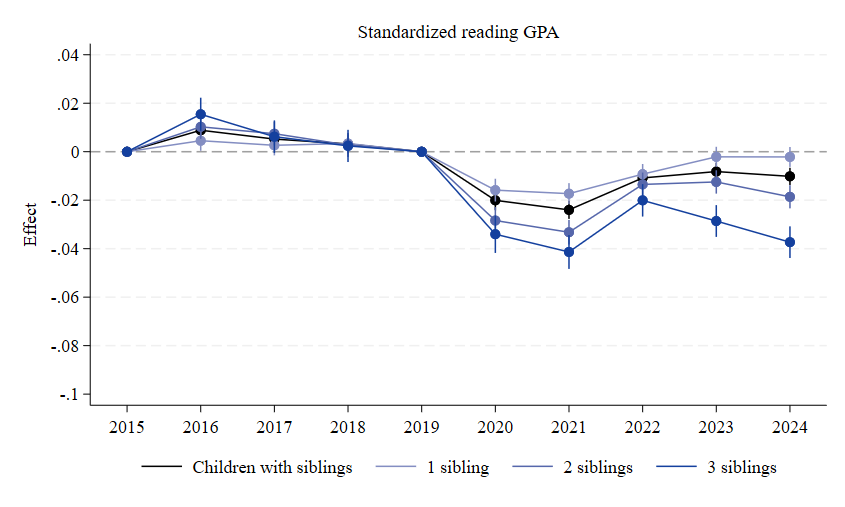 Standardized reading GPA
Effect
.04
.02
0
-.02
-.04
-.06
-.08
-.1
2015 2016 2017 2018 2019 2020 2021 2022 2023 2024
Children with siblings 1 sibling 2 siblings 3 siblings